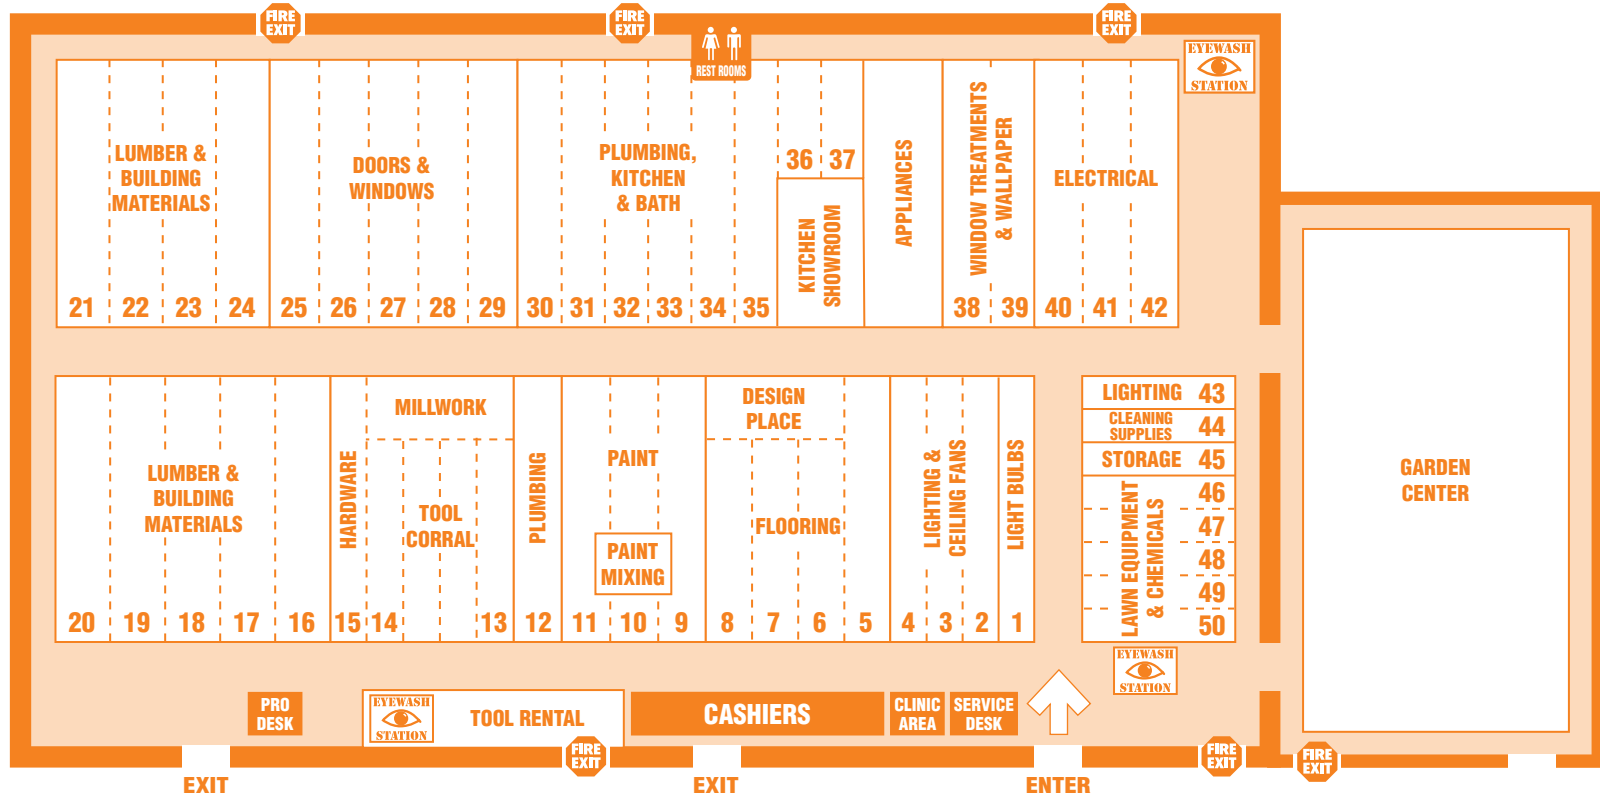 FIRE
EXIT
FIRE
EXIT
FIRE
EXIT
REST ROOMS
EYEWASH
STATION
LUMBER &
BUILDING
MATERIALS
DOORS &
WINDOWS
PLUMBING,
KITCHEN
& BATH
36 37
KITCHEN
SHOWROOM
APPLIANCES
WINDOW TREATMENTS
& WALLPAPER
ELECTRICAL
21 22 23 24 25 26 27 28 29 30 31 32 33 34 35 38 39 40 41 42
LUMBER &
BUILDING
MATERIALS
HARDWARE
MILLWORK
TOOL
CORRAL
PLUMBING
PAINT
PAINT
MIXING
DESIGN
PLACE
FLOORING
LIGHTING &
CEILING FANS
LIGHT BULBS
20 19 18 17 16 15 14 13 12 11 10 9 8 7 6 5 4 3 2 1
LIGHTING 43
CLEANING
SUPPLIES 44
STORAGE 45
LAWN EQUIPMENT
& CHEMICALS
46
47
48
49
50
GARDEN
CENTER
EYEWASH
STATION
PRO
DESK
EYEWASH
STATION
TOOL RENTAL
CASHIERS
CLINIC
AREA
SERVICE
DESK
FIRE
EXIT
FIRE
EXIT
FIRE
EXIT
EXIT
EXIT
ENTER